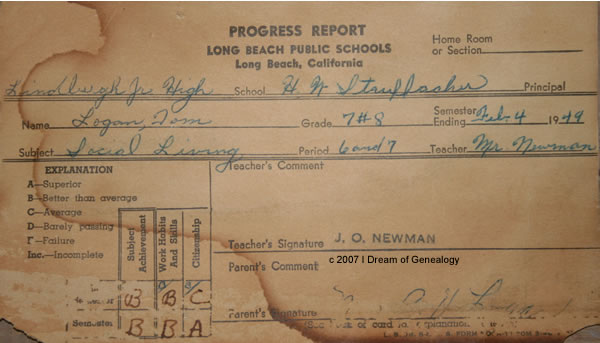 PROGRESS REPORT
LONG BEACH PUBLIC SCHOOLS
Long Beach, California
Home Room
or Section
Lindbergh Jr High School H. W. Principal
Name Logan, Tom Grade 7#8 Semester Ending Feb. 4 1949
Subject Social Living Period 6 and 7 Teacher Mr. Newman
EXPLANATION
A—Superior
B—Better than average
C—Average
D—Barely passing
F—Failure
Inc.—Incomplete
Subject Achievement
Work Habits And Skills
Citizenship
B B C
Semester B B A
Teacher's Comment
Teacher's Signature J. O. NEWMAN
c 2007 I Dream of Genealogy
Parent's Comment
Parent's Signature